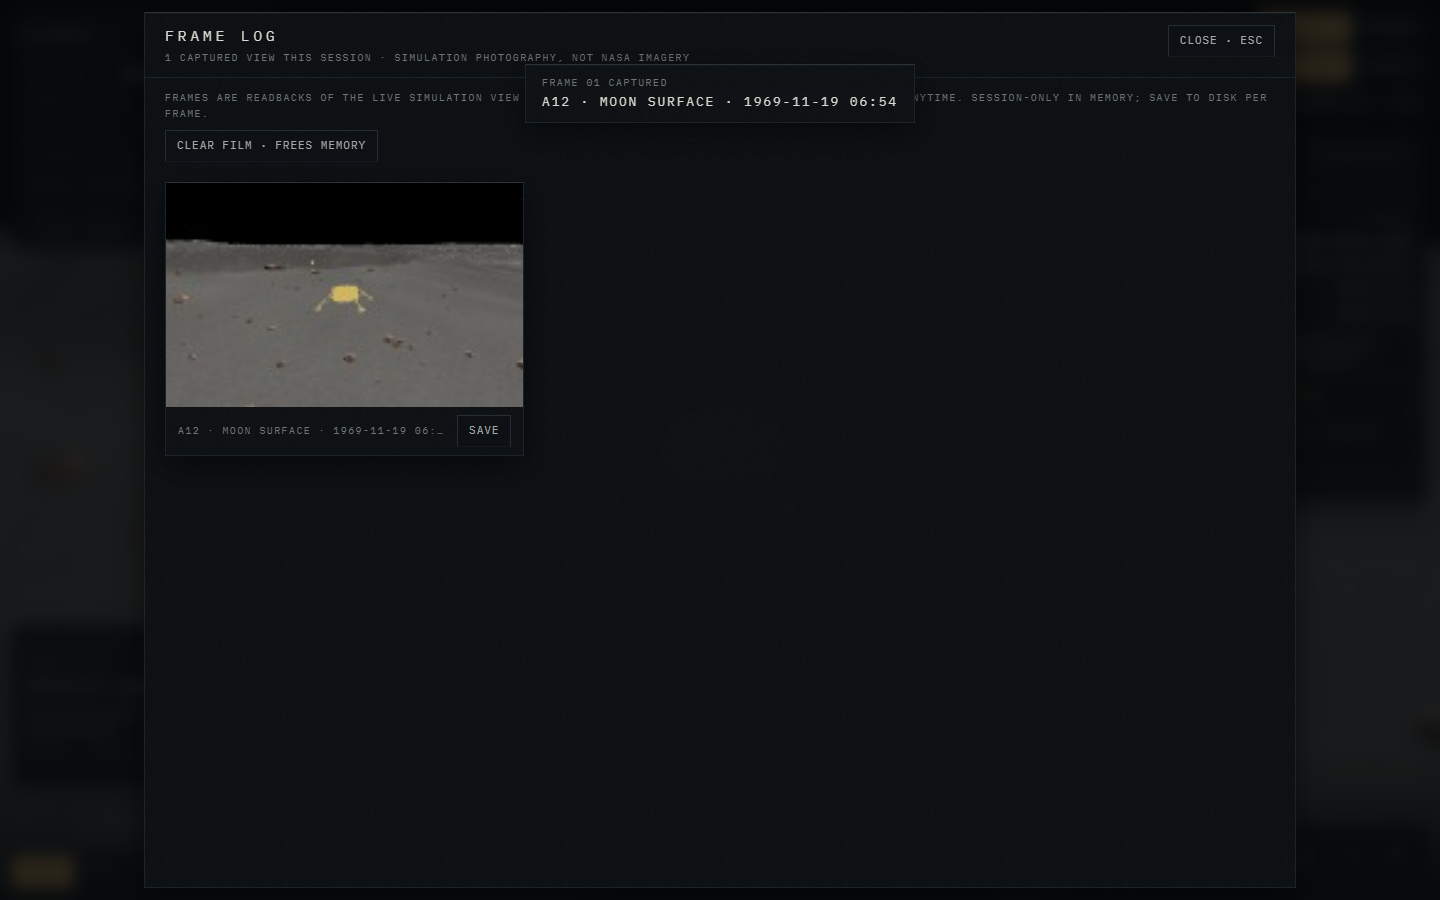 FRAME LOG
CLOSE · ESC
1 CAPTURED VIEW THIS SESSION · SIMULATION PHOTOGRAPHY, NOT NASA IMAGERY
FRAME 01 CAPTURED
A12 · MOON SURFACE · 1969-11-19 06:54
FRAMES ARE READBACKS OF THE LIVE SIMULATION VIEW
NYTIME. SESSION-ONLY IN MEMORY; SAVE TO DISK PER
FRAME.
CLEAR FILM · FREES MEMORY
A12 · MOON SURFACE · 1969-11-19 06:…
SAVE